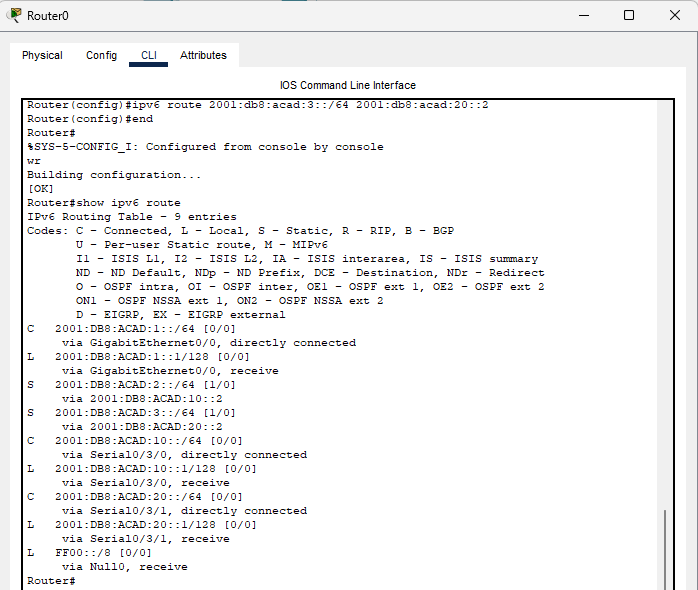 Router0
Physical Config CLI Attributes
IOS Command Line Interface
Router(config)#ipv6 route 2001:db8:acad:3::/64 2001:db8:acad:20::2
Router(config)#end
Router#
%SYS-5-CONFIG_I: Configured from console by console
wr
Building configuration...
[OK]
Router#show ipv6 route
IPv6 Routing Table - 9 entries
Codes: C - Connected, L - Local, S - Static, R - RIP, B - BGP
       U - Per-user Static route, M - MIPv6
       I1 - ISIS L1, I2 - ISIS L2, IA - ISIS interarea, IS - ISIS summary
       ND - ND Default, NDp - ND Prefix, DCE - Destination, NDr - Redirect
       O - OSPF intra, OI - OSPF inter, OE1 - OSPF ext 1, OE2 - OSPF ext 2
       ON1 - OSPF NSSA ext 1, ON2 - OSPF NSSA ext 2
       D - EIGRP, EX - EIGRP external
C   2001:DB8:ACAD:1::/64 [0/0]
     via GigabitEthernet0/0, directly connected
L   2001:DB8:ACAD:1::1/128 [0/0]
     via GigabitEthernet0/0, receive
S   2001:DB8:ACAD:2::/64 [1/0]
     via 2001:DB8:ACAD:10::2
S   2001:DB8:ACAD:3::/64 [1/0]
     via 2001:DB8:ACAD:20::2
C   2001:DB8:ACAD:10::/64 [0/0]
     via Serial0/3/0, directly connected
L   2001:DB8:ACAD:10::1/128 [0/0]
     via Serial0/3/0, receive
C   2001:DB8:ACAD:20::/64 [0/0]
     via Serial0/3/1, directly connected
L   2001:DB8:ACAD:20::1/128 [0/0]
     via Serial0/3/1, receive
L   FF00::/8 [0/0]
     via Null0, receive
Router#